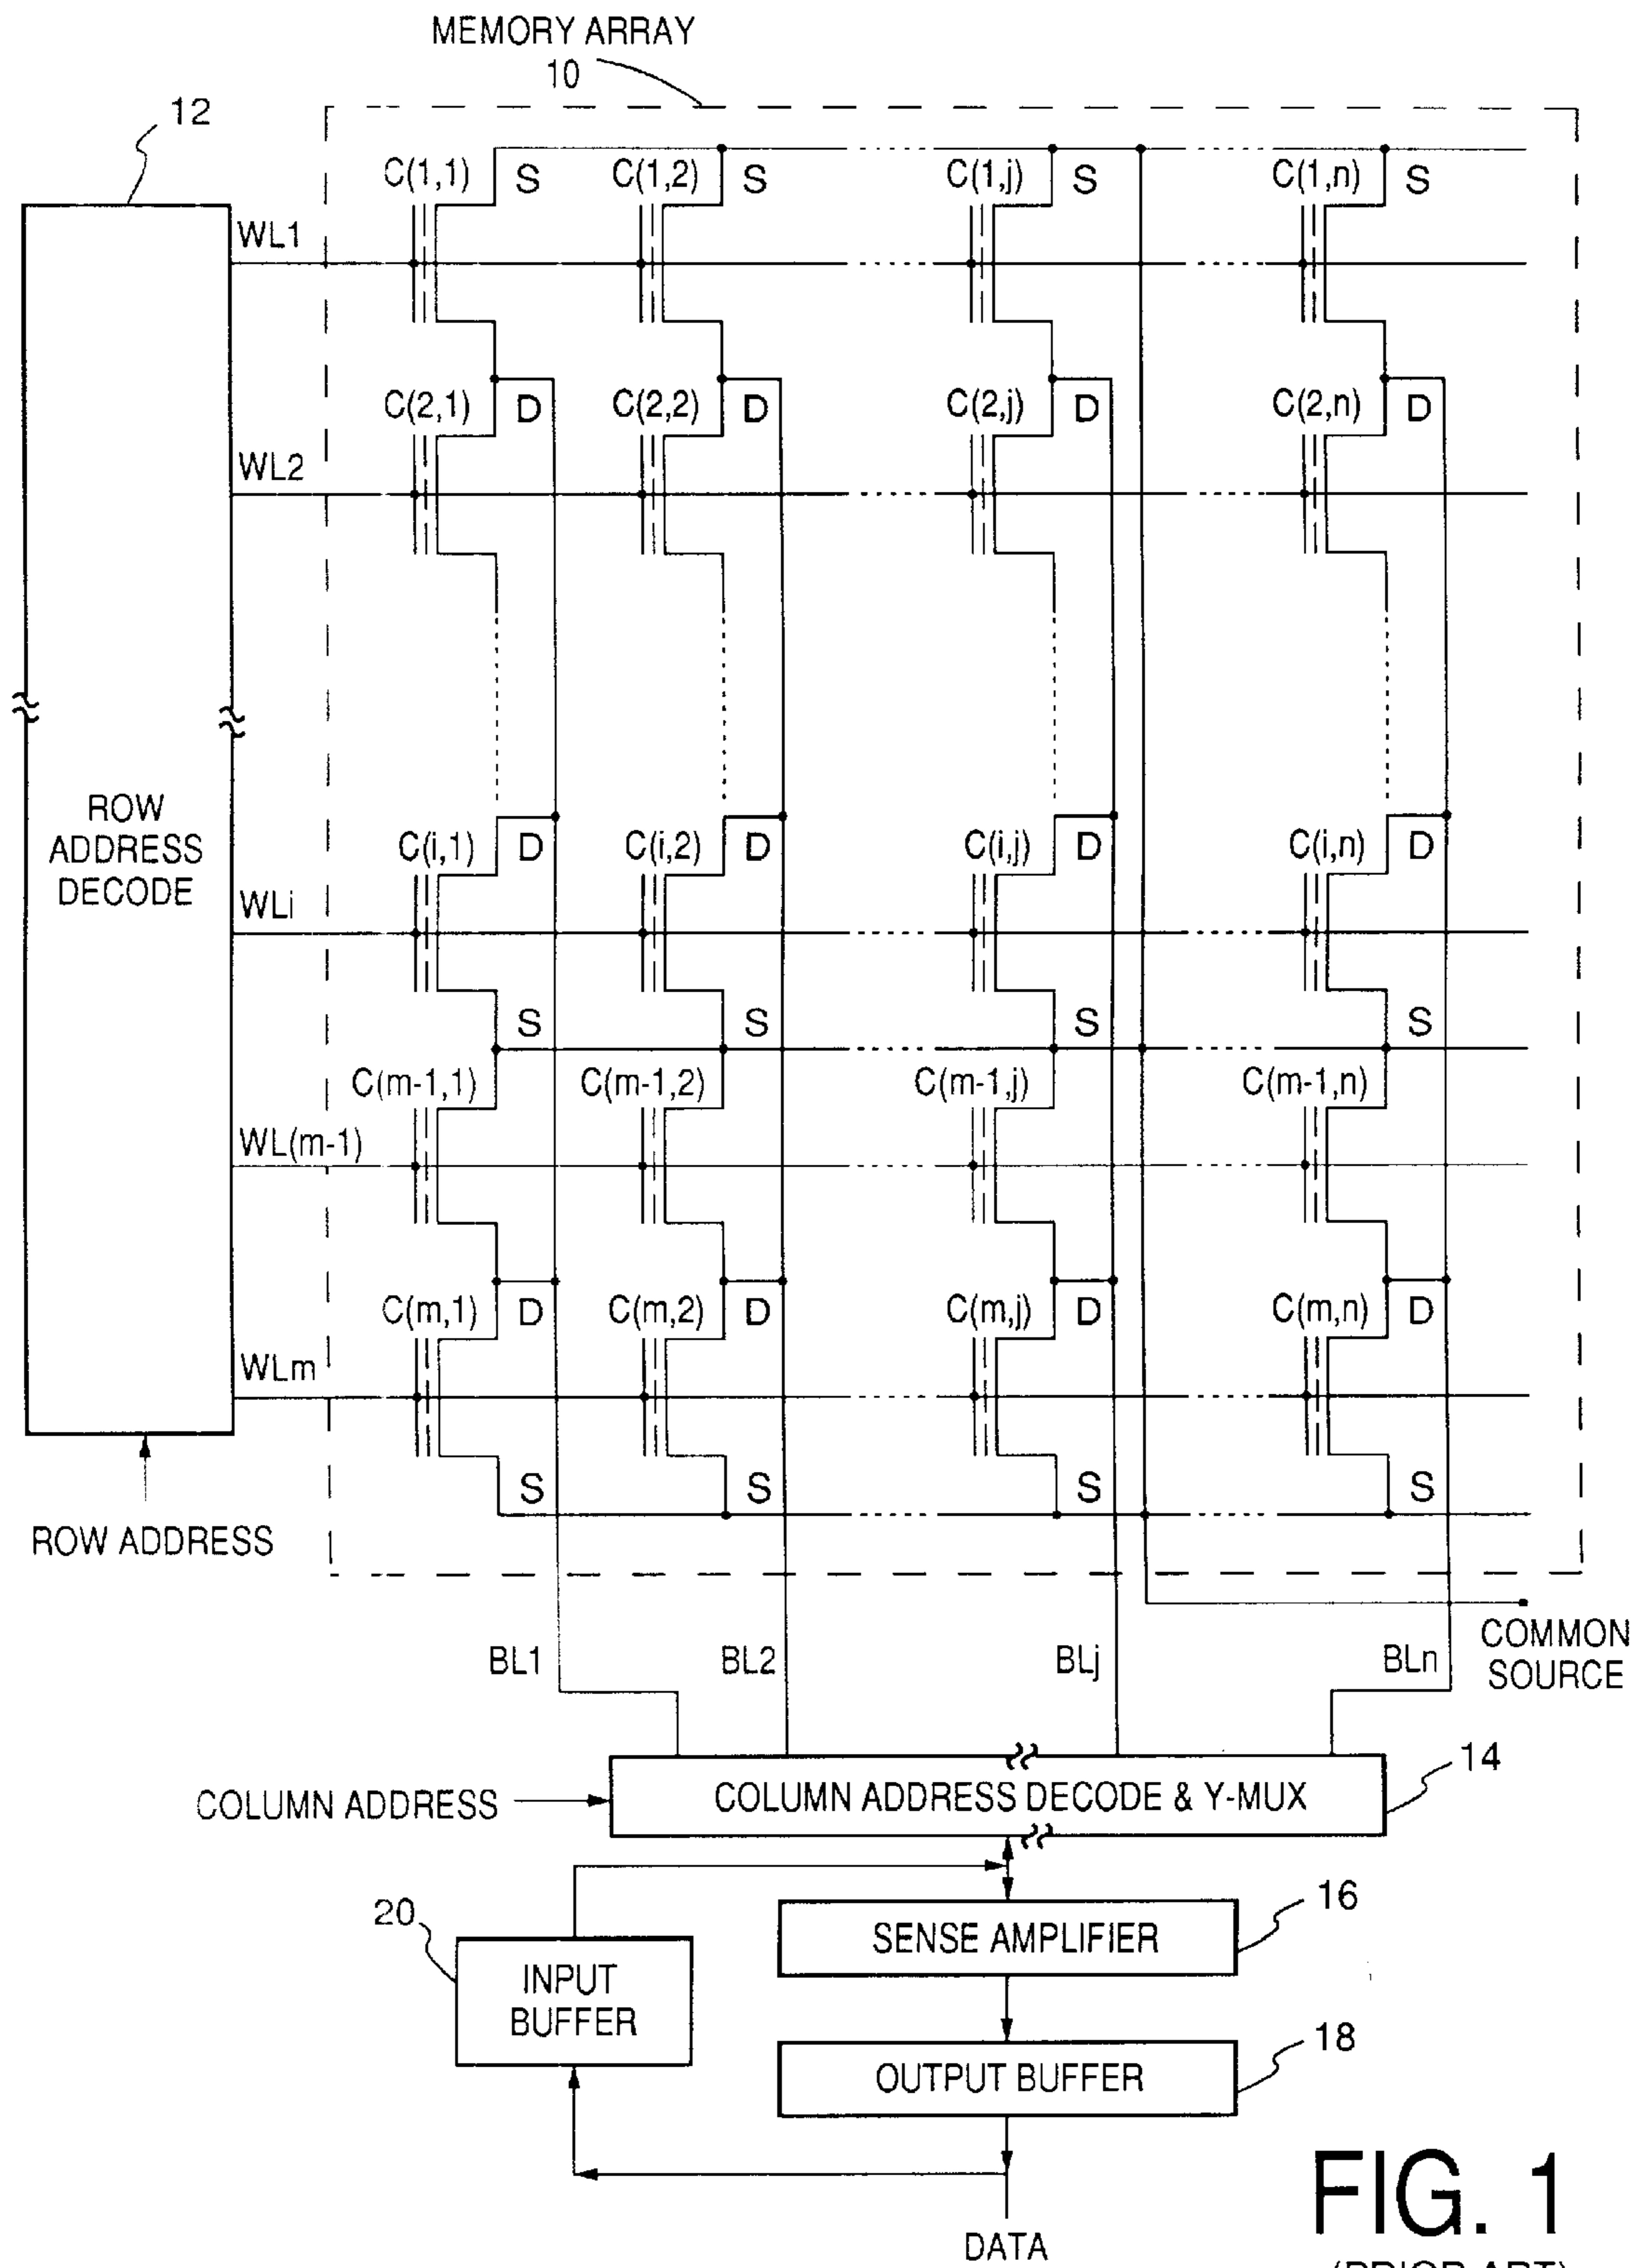 MEMORY ARRAY
10
12
C(1,1) S C(1,2) S C(1,j) S C(1,n) S
WL1
C(2,1) D C(2,2) D C(2,j) D C(2,n) D
WL2
ROW
ADDRESS
DECODE
C(i,1) D C(i,2) D C(i,j) D C(i,n) D
WLi
S S S S
C(m-1,1) C(m-1,2) C(m-1,j) C(m-1,n)
WL(m-1)
C(m,1) D C(m,2) D C(m,j) D C(m,n) D
WLm
S S S S
ROW ADDRESS
COMMON
SOURCE
BL1 BL2 BLj BLn
14
COLUMN ADDRESS
COLUMN ADDRESS DECODE & Y-MUX
16
20
SENSE AMPLIFIER
INPUT
BUFFER
18
OUTPUT BUFFER
DATA
FIG. 1
(PRIOR ART)